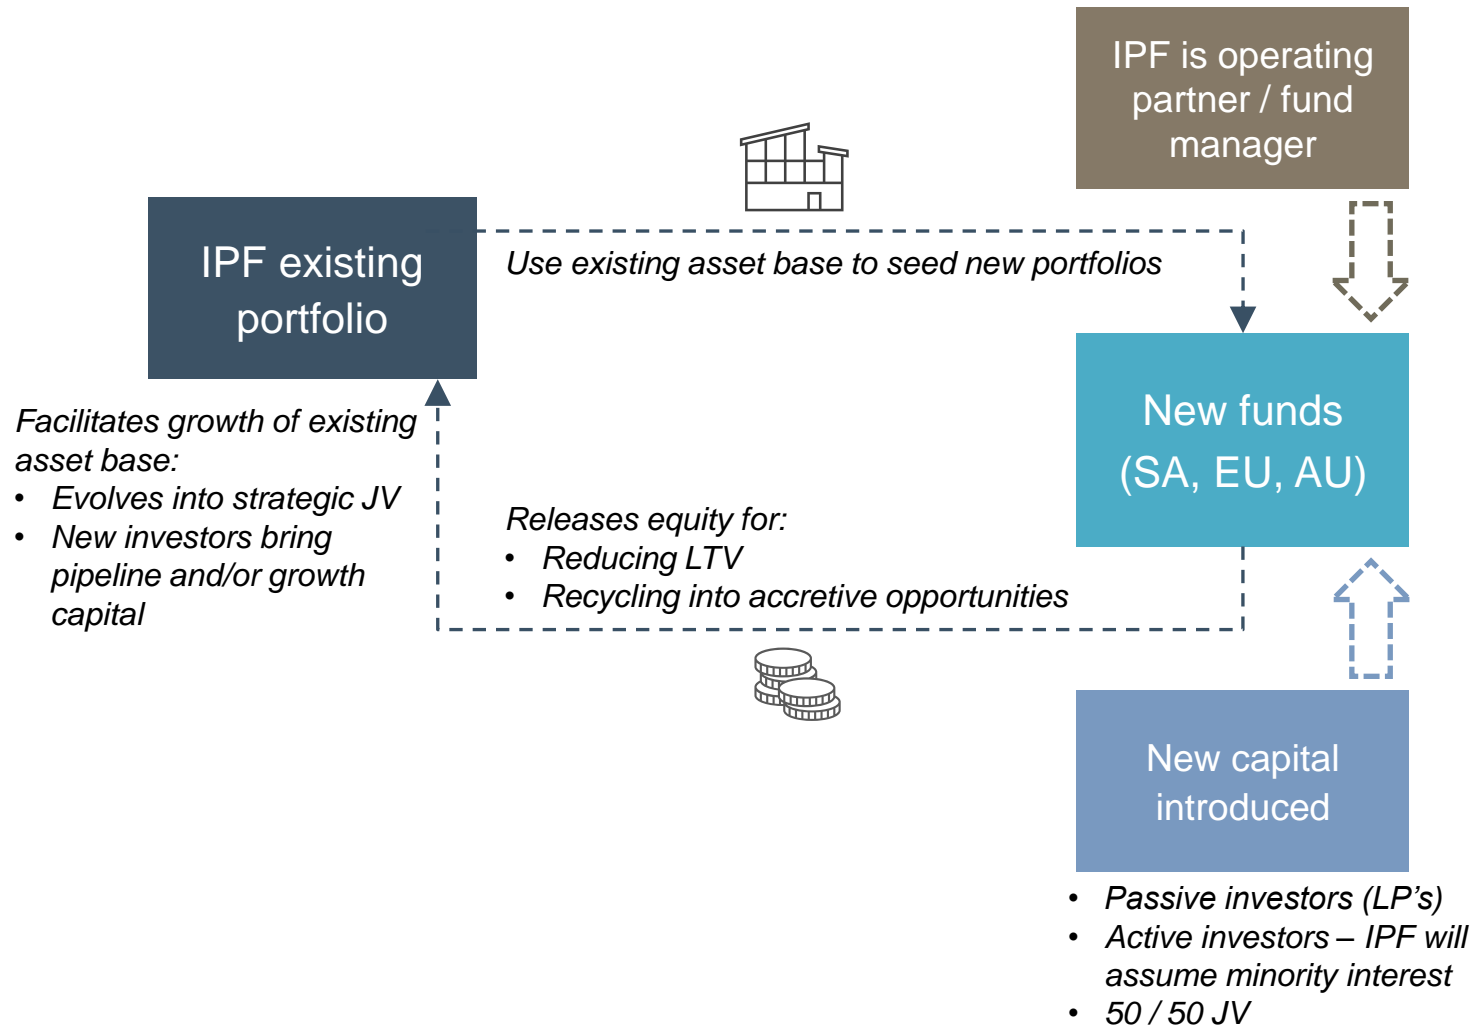 IPF is operating
partner / fund
manager
IPF existing
portfolio
Use existing asset base to seed new portfolios
New funds
(SA, EU, AU)
Facilitates growth of existing
asset base:
• Evolves into strategic JV
• New investors bring
pipeline and/or growth
capital
Releases equity for:
• Reducing LTV
• Recycling into accretive opportunities
New capital
introduced
• Passive investors (LP’s)
• Active investors – IPF will
assume minority interest
• 50 / 50 JV